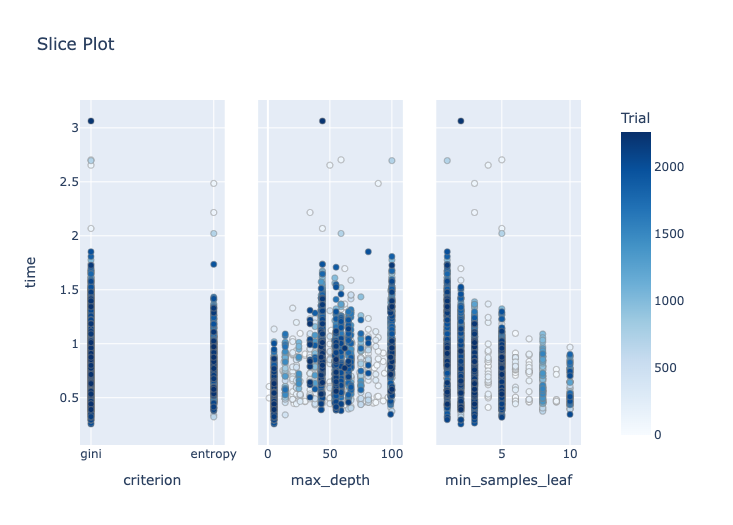 Slice Plot
Trial
3
2.5
2
1.5
1
0.5
time
gini
entropy
criterion
0
50
100
max_depth
5
10
min_samples_leaf
2000
1500
1000
500
0